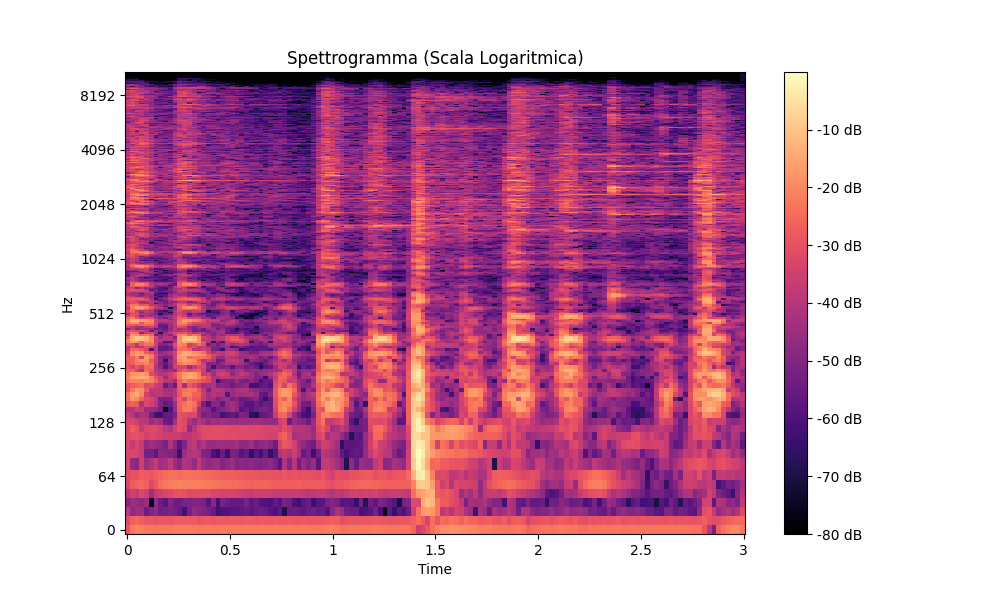 Spettrogramma (Scala Logaritmica)
8192
4096
2048
1024
512
256
128
64
0
Hz
0
0.5
1
1.5
2
2.5
3
Time
-10 dB
-20 dB
-30 dB
-40 dB
-50 dB
-60 dB
-70 dB
-80 dB